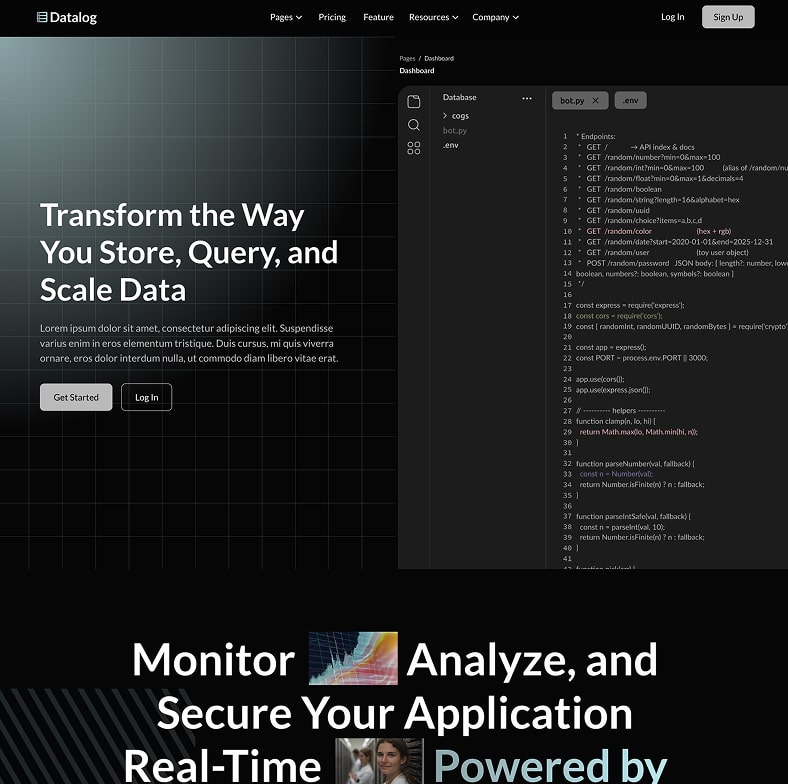 Datalog
Pages
Pricing
Feature
Resources
Company
Log In
Sign Up
Transform the Way
You Store, Query, and
Scale Data
Lorem ipsum dolor sit amet, consectetur adipiscing elit. Suspendisse
varius enim in eros elementum tristique. Duis cursus, mi quis viverra
ornare, eros dolor interdum nulla, ut commodo diam libero vitae erat.
Get Started
Log In
Pages / Dashboard
Dashboard
Database
cogs
bot.py
.env
bot.py
.env
1 * Endpoints:
2 * GET / → API index & docs
3 * GET /random/number?min=0&max=100
4 * GET /random/int?min=0&max=100 (alias of /random/nu
5 * GET /random/float?min=0&max=1&decimals=4
6 * GET /random/boolean
7 * GET /random/string?length=16&alphabet=hex
8 * GET /random/uuid
9 * GET /random/choice?items=a,b,c,d
10 * GET /random/color (hex + rgb)
11 * GET /random/date?start=2020-01-01&end=2025-12-31
12 * GET /random/user (toy user object)
13 * POST /random/password JSON body: { length?: number, lowe
14 boolean, numbers?: boolean, symbols?: boolean }
15 */
16
17 const express = require('express');
18 const cors = require('cors');
19 const { randomInt, randomUUID, randomBytes } = require('crypto'
20
21 const app = express();
22 const PORT = process.env.PORT || 3000;
23
24 app.use(cors());
25 app.use(express.json());
26
27 // ---------- helpers ----------
28 function clamp(n, lo, hi) {
29 return Math.max(lo, Math.min(hi, n));
30 }
31
32 function parseNumber(val, fallback) {
33 const n = Number(val);
34 return Number.isFinite(n) ? n : fallback;
35 }
36
37 function parseIntSafe(val, fallback) {
38 const n = parseInt(val, 10);
39 return Number.isFinite(n) ? n : fallback;
40 }
41
Monitor Analyze, and
Secure Your Application
Real-Time Powered by